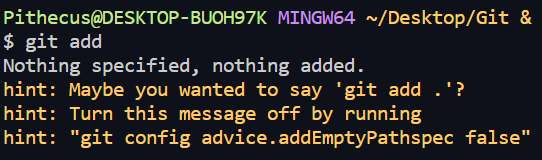 Pithecus@DESKTOP-BUOH97K MINGW64 ~/Desktop/Git &
$ git add
Nothing specified, nothing added.
hint: Maybe you wanted to say 'git add .'?
hint: Turn this message off by running
hint: "git config advice.addEmptyPathspec false"